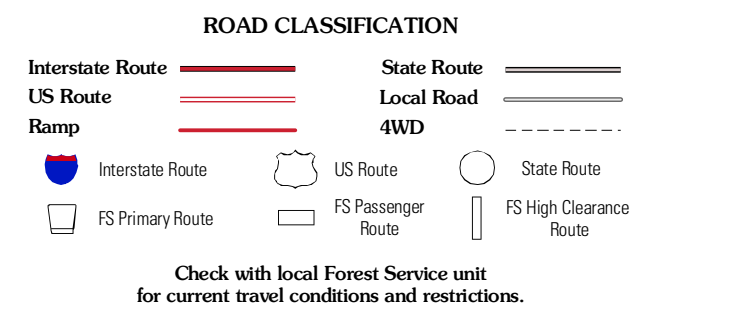 ROAD CLASSIFICATION
Interstate Route
State Route
US Route
Local Road
Ramp
4WD
Interstate Route
US Route
State Route
FS Primary Route
FS Passenger
Route
FS High Clearance
Route
Check with local Forest Service unit
for current travel conditions and restrictions.